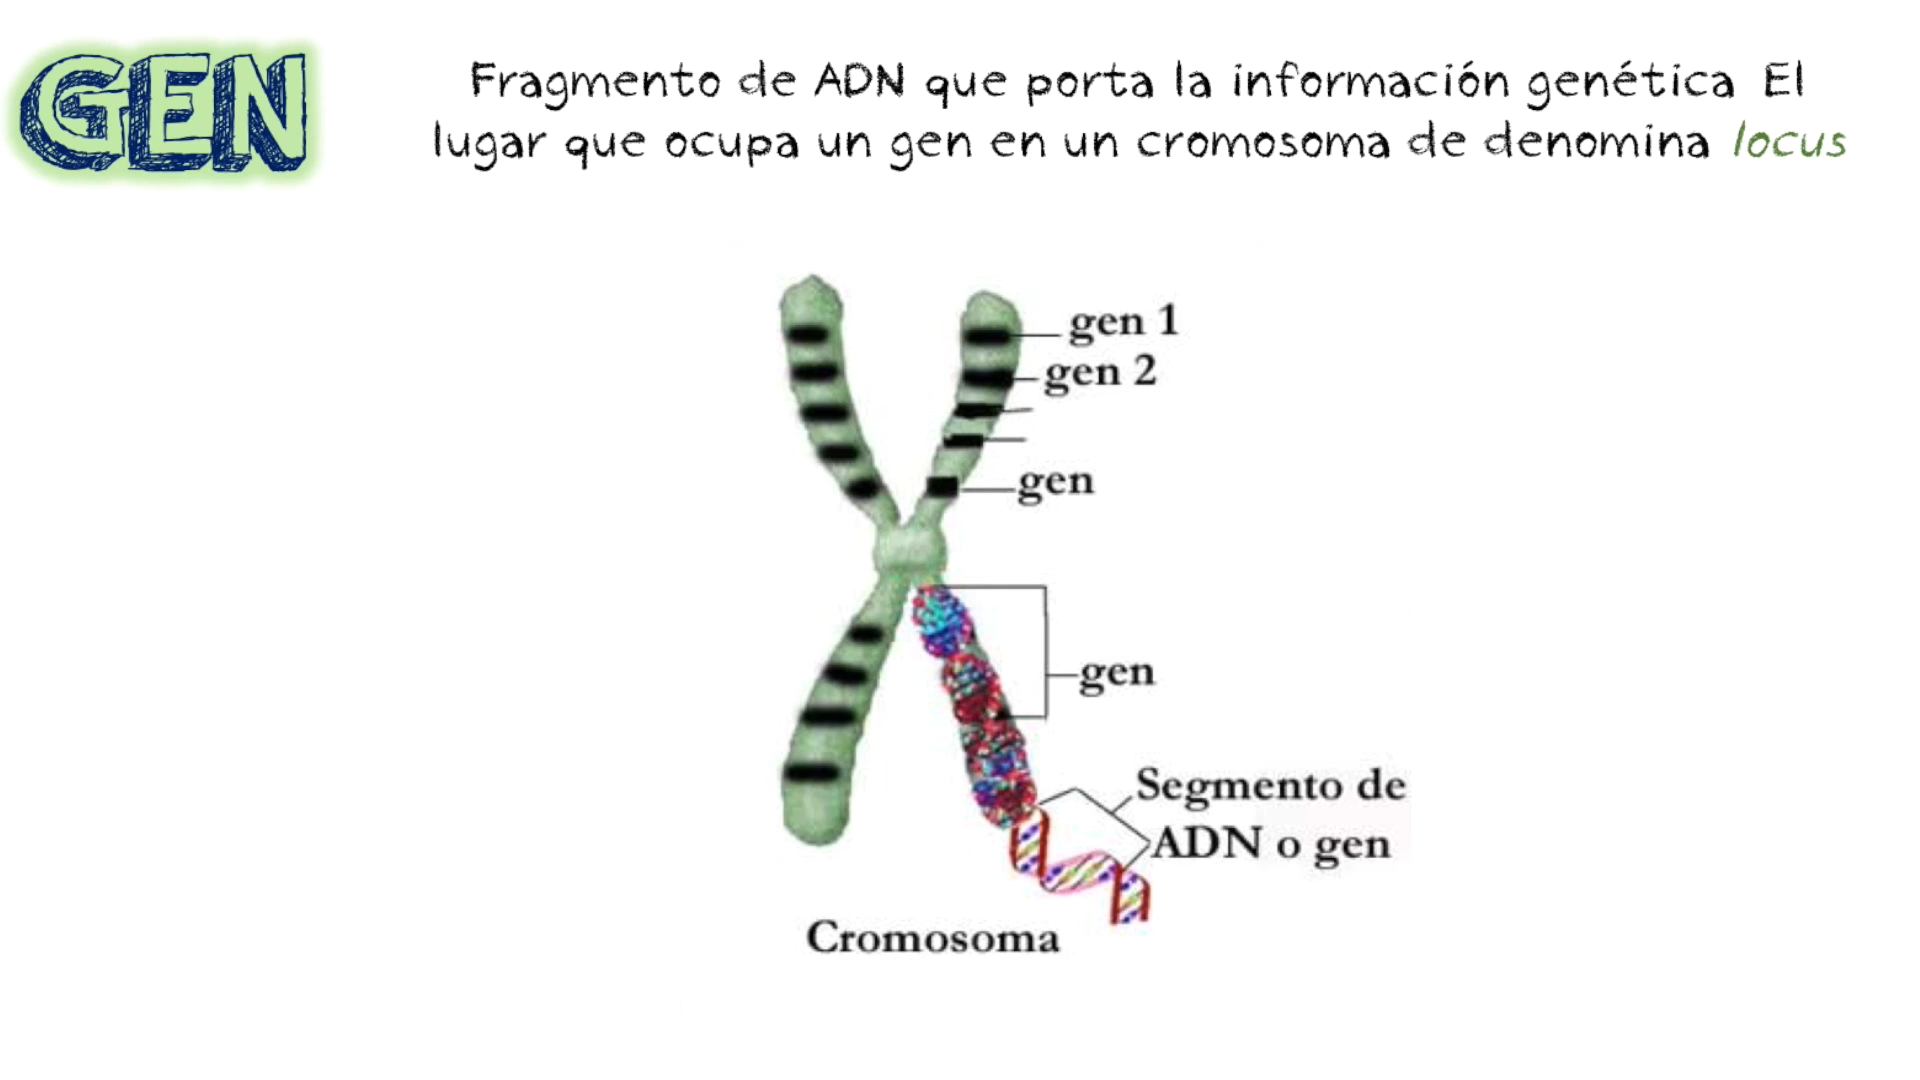 GEN
Fragmento de ADN que porta la información genética El
lugar que ocupa un gen en un cromosoma de denomina locus
gen 1
gen 2
gen
gen
Segmento de
ADN o gen
Cromosoma